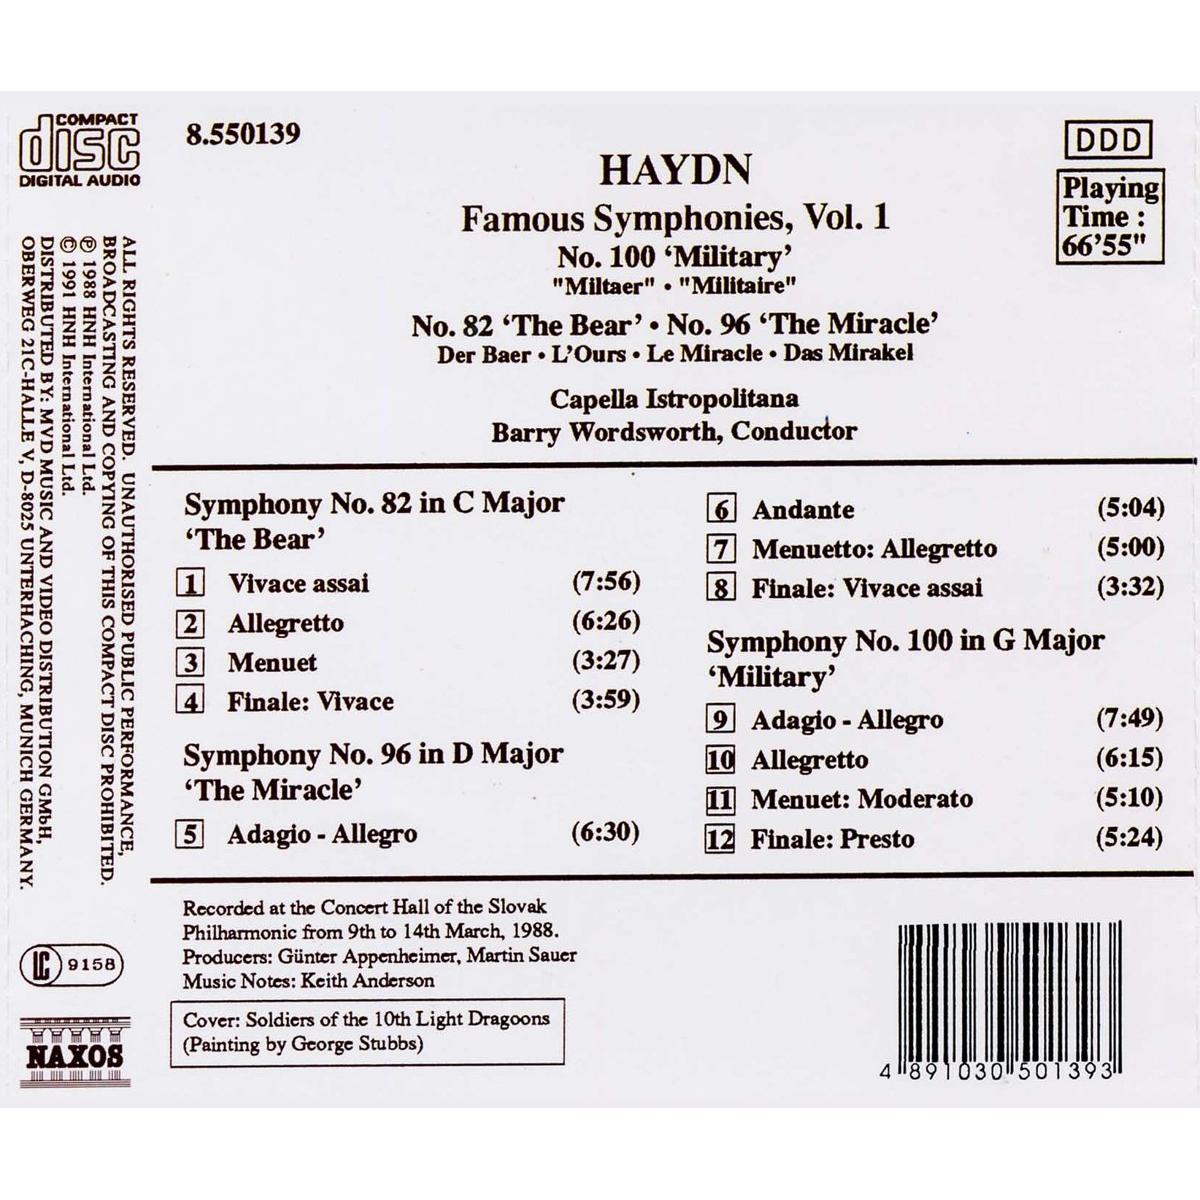 COMPACT
disc
DIGITAL AUDIO
8.550139
DDD
Playing
Time :
66'55"
HAYDN
Famous Symphonies, Vol. 1
No. 100 ‘Military’
"Miltaer" • "Militaire"
No. 82 ‘The Bear’ • No. 96 ‘The Miracle’
Der Baer • L'Ours • Le Miracle • Das Mirakel
Capella Istropolitana
Barry Wordsworth, Conductor
Symphony No. 82 in C Major
‘The Bear’
1 Vivace assai (7:56)
2 Allegretto (6:26)
3 Menuet (3:27)
4 Finale: Vivace (3:59)
Symphony No. 96 in D Major
‘The Miracle’
5 Adagio - Allegro (6:30)
6 Andante (5:04)
7 Menuetto: Allegretto (5:00)
8 Finale: Vivace assai (3:32)
Symphony No. 100 in G Major
‘Military’
9 Adagio - Allegro (7:49)
10 Allegretto (6:15)
11 Menuet: Moderato (5:10)
12 Finale: Presto (5:24)
Recorded at the Concert Hall of the Slovak
Philharmonic from 9th to 14th March, 1988.
Producers: Günter Appenheimer, Martin Sauer
Music Notes: Keith Anderson
Cover: Soldiers of the 10th Light Dragoons
(Painting by George Stubbs)
4 891030 501393
ALL RIGHTS RESERVED. UNAUTHORISED PUBLIC PERFORMANCE,
BROADCASTING AND COPYING OF THIS COMPACT DISC PROHIBITED.
℗ 1988 HNH International Ltd.
© 1991 HNH International Ltd.
DISTRIBUTED BY: MVD MUSIC AND VIDEO DISTRIBUTION GMbH,
OBERWEG 21C-HALLE V, D-8025 UNTERHACHING, MUNICH GERMANY.
LC 9158
NAXOS